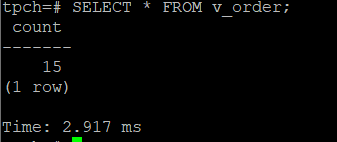 tpch=# SELECT * FROM v_order;
count
-------
15
(1 row)
Time: 2.917 ms